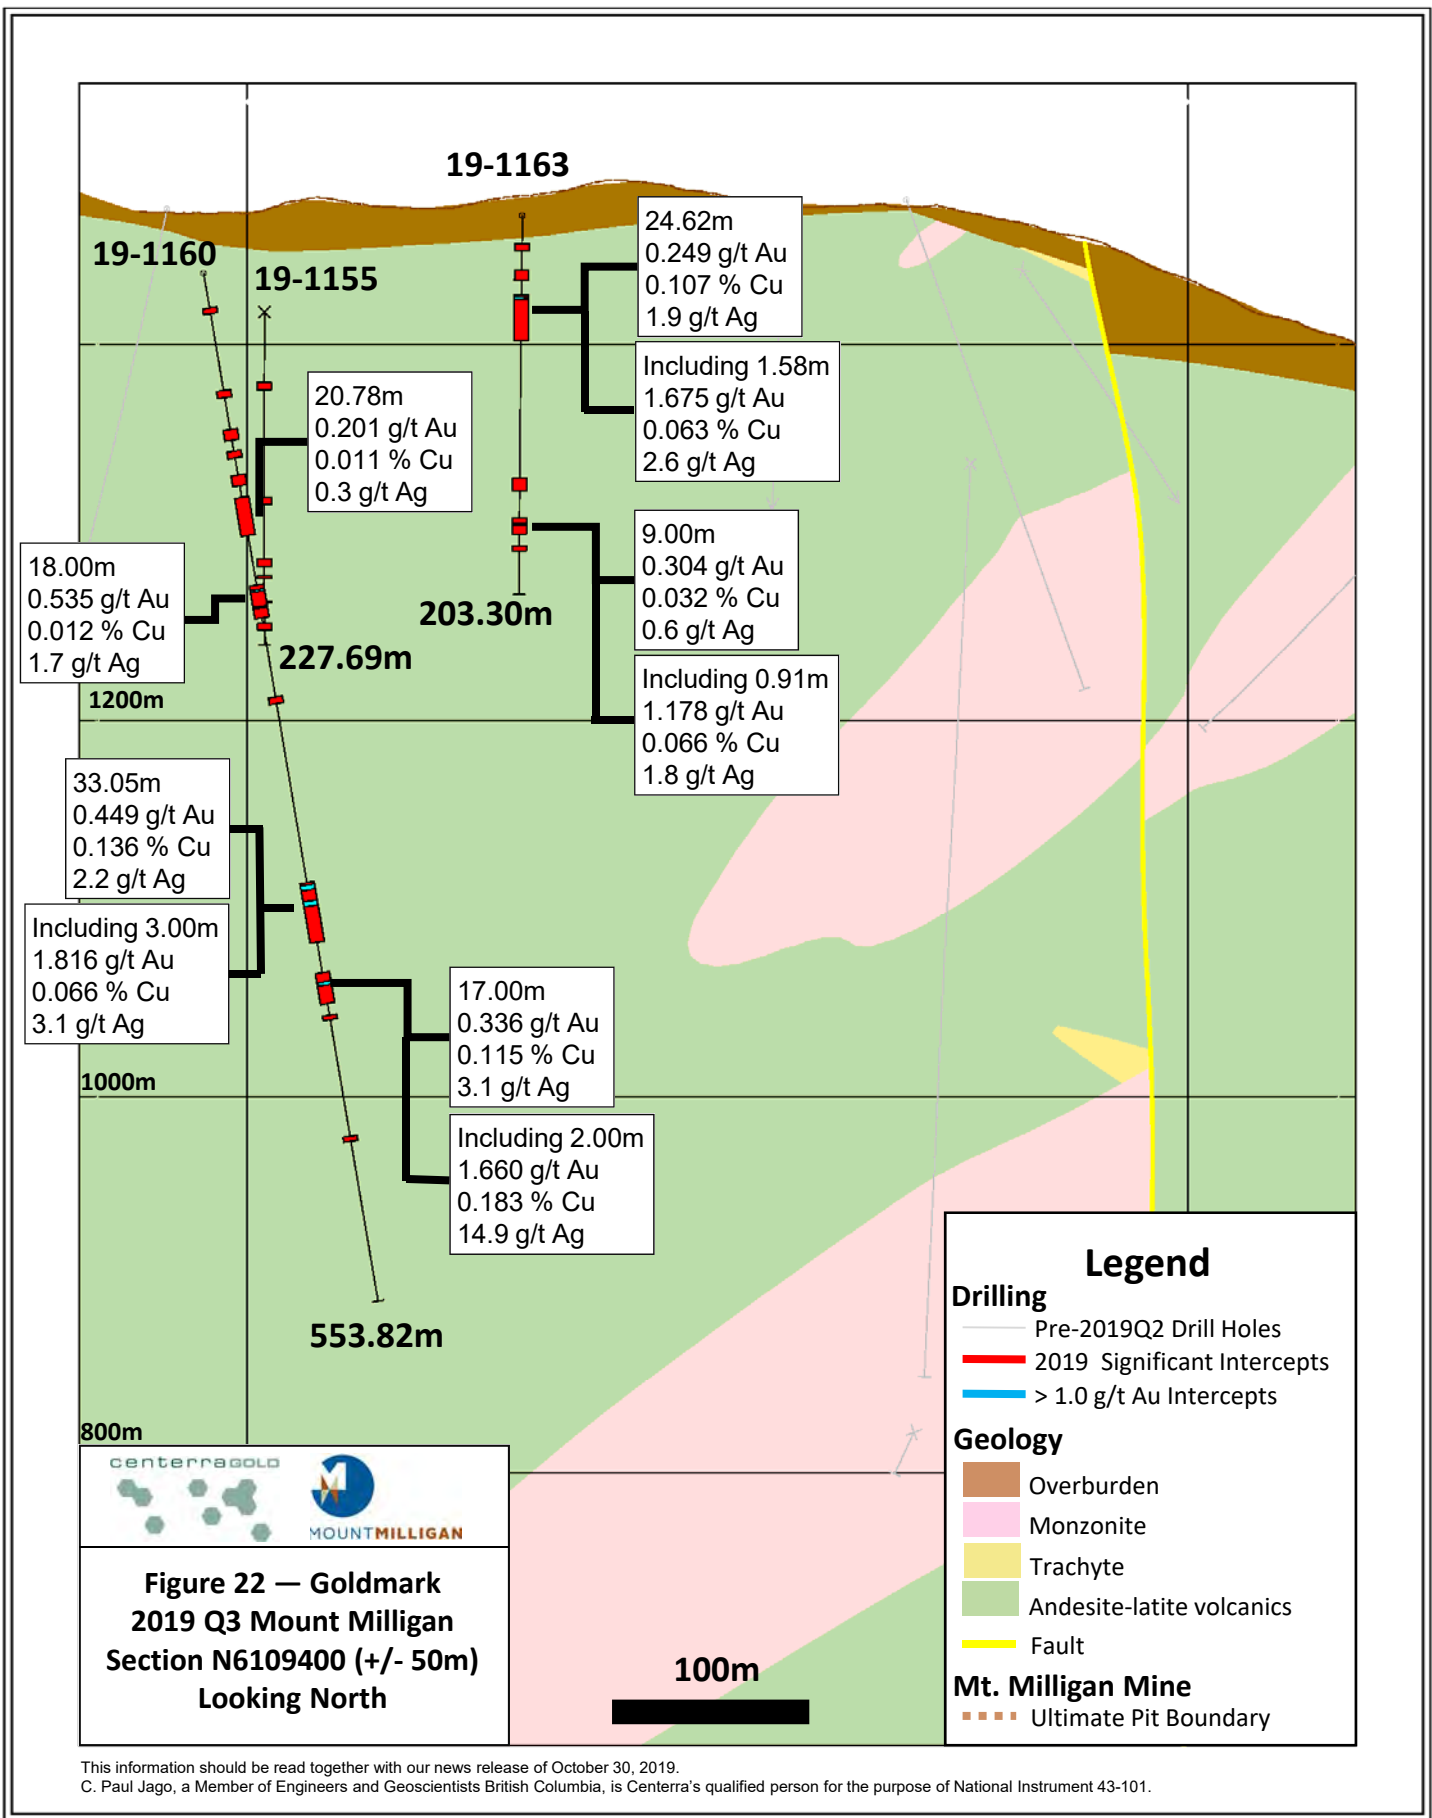 19-1163
19-1160
19-1155
24.62m
0.249 g/t Au
0.107 % Cu
1.9 g/t Ag
Including 1.58m
1.675 g/t Au
0.063 % Cu
2.6 g/t Ag
20.78m
0.201 g/t Au
0.011 % Cu
0.3 g/t Ag
9.00m
0.304 g/t Au
0.032 % Cu
0.6 g/t Ag
18.00m
0.535 g/t Au
0.012 % Cu
1.7 g/t Ag
203.30m
227.69m
Including 0.91m
1.178 g/t Au
0.066 % Cu
1.8 g/t Ag
1200m
33.05m
0.449 g/t Au
0.136 % Cu
2.2 g/t Ag
Including 3.00m
1.816 g/t Au
0.066 % Cu
3.1 g/t Ag
17.00m
0.336 g/t Au
0.115 % Cu
3.1 g/t Ag
1000m
Including 2.00m
1.660 g/t Au
0.183 % Cu
14.9 g/t Ag
553.82m
800m
centerraGOLD
MOUNTMILLIGAN
Figure 22 — Goldmark
2019 Q3 Mount Milligan
Section N6109400 (+/- 50m)
Looking North
100m
Legend
Drilling
Pre-2019Q2 Drill Holes
2019 Significant Intercepts
> 1.0 g/t Au Intercepts
Geology
Overburden
Monzonite
Trachyte
Andesite-latite volcanics
Fault
Mt. Milligan Mine
Ultimate Pit Boundary
This information should be read together with our news release of October 30, 2019.
C. Paul Jago, a Member of Engineers and Geoscientists British Columbia, is Centerra's qualified person for the purpose of National Instrument 43-101.